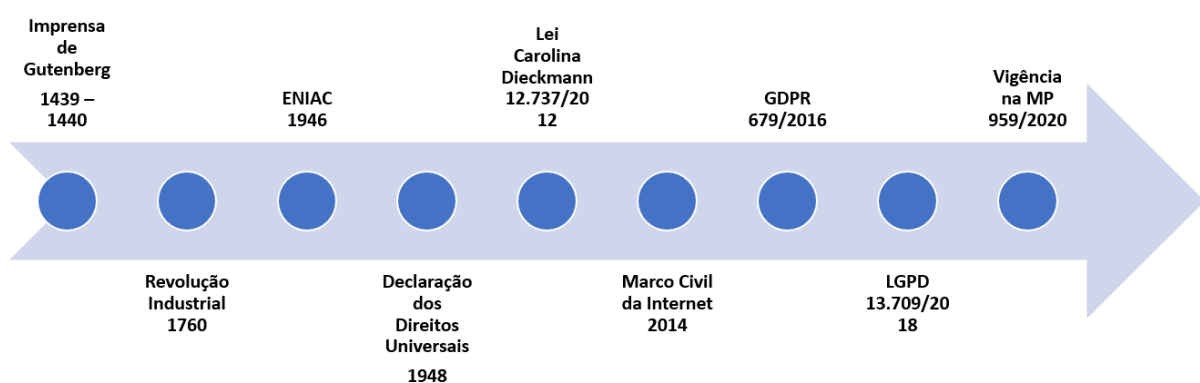 Imprensa
de
Gutenberg
1439 –
1440
Revolução
Industrial
1760
ENIAC
1946
Declaração
dos
Direitos
Universais
1948
Lei
Carolina
Dieckmann
12.737/20
12
Marco Civil
da Internet
2014
GDPR
679/2016
LGPD
13.709/20
18
Vigência
na MP
959/2020